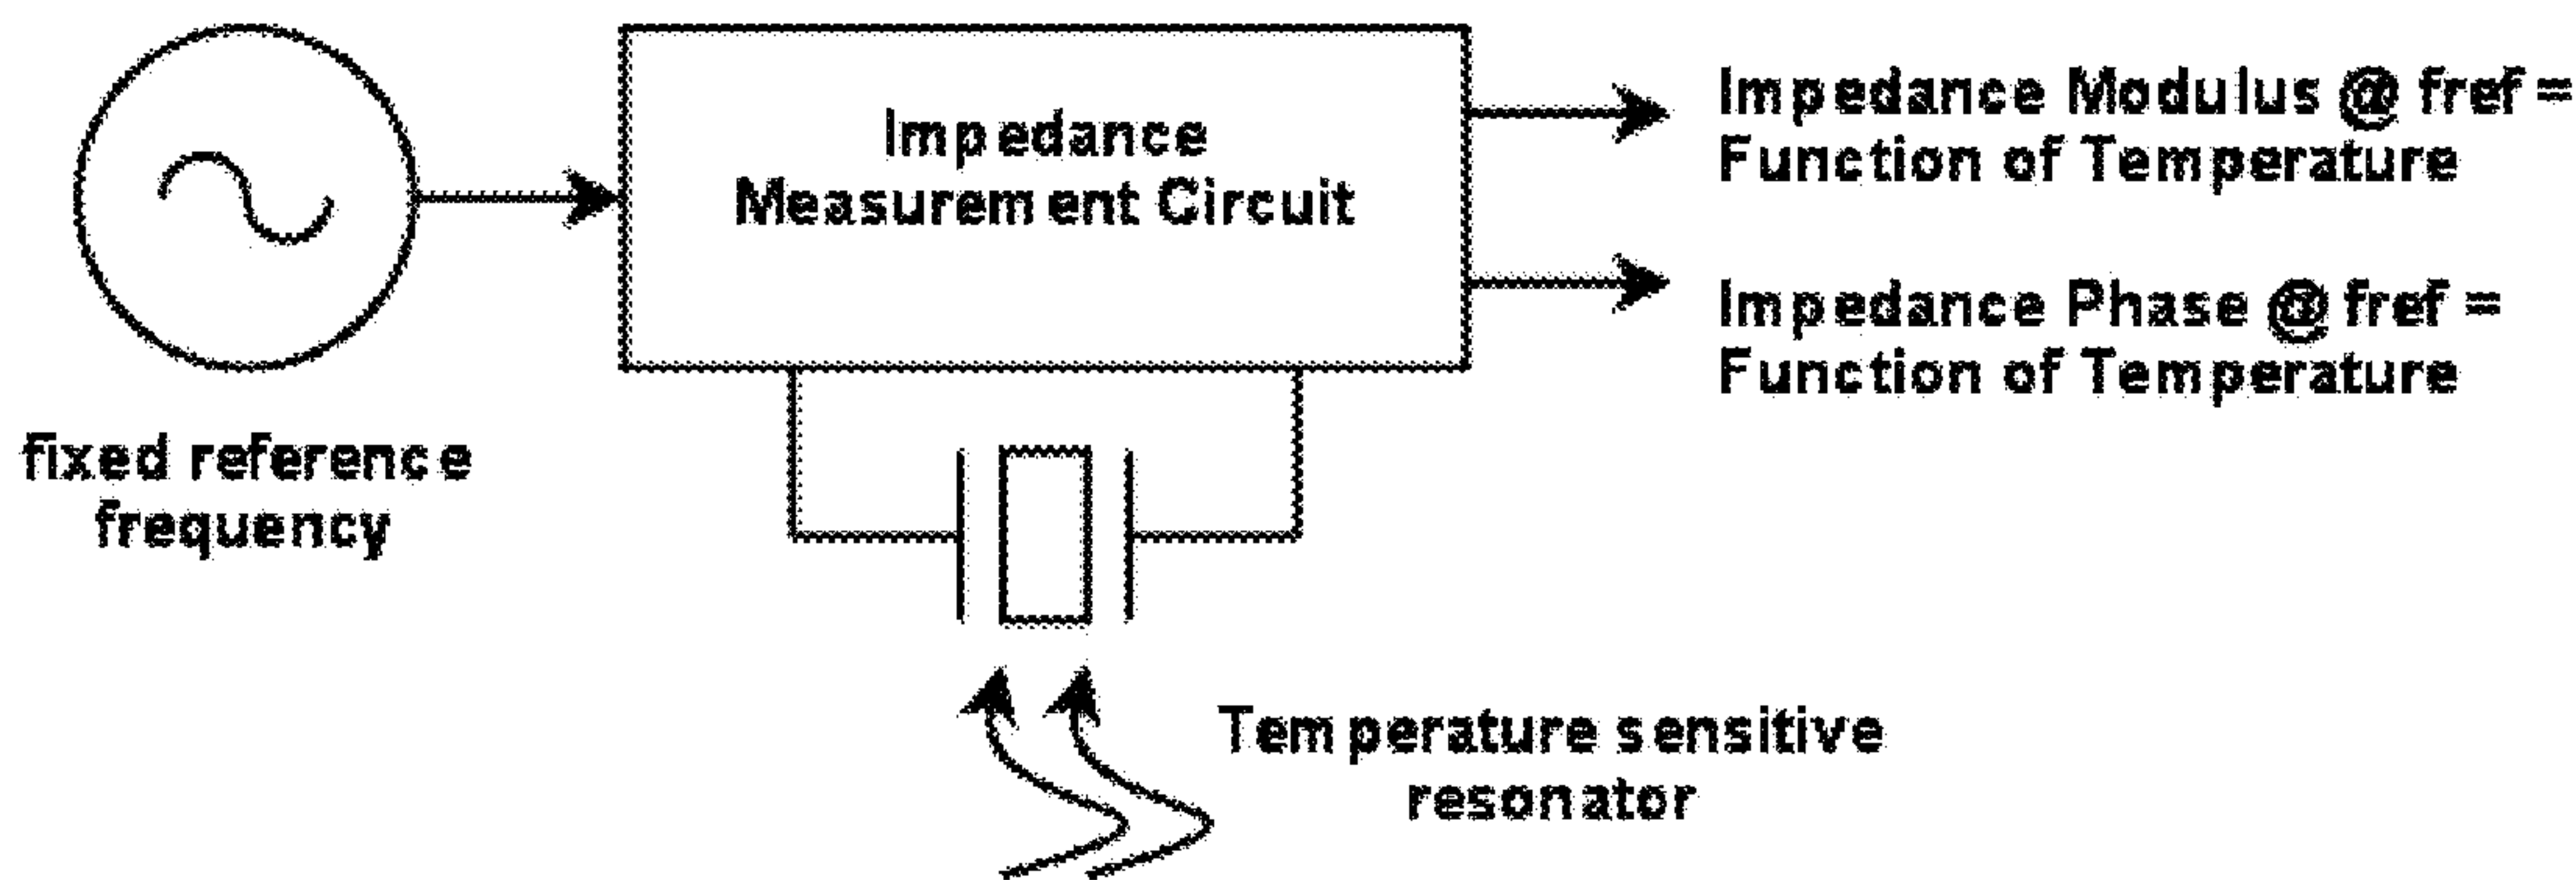 Impedance
Measurement Circuit
Impedance Modulus @ fref =
Function of Temperature
Impedance Phase @ fref =
Function of Temperature
fixed reference
frequency
Temperature sensitive
resonator